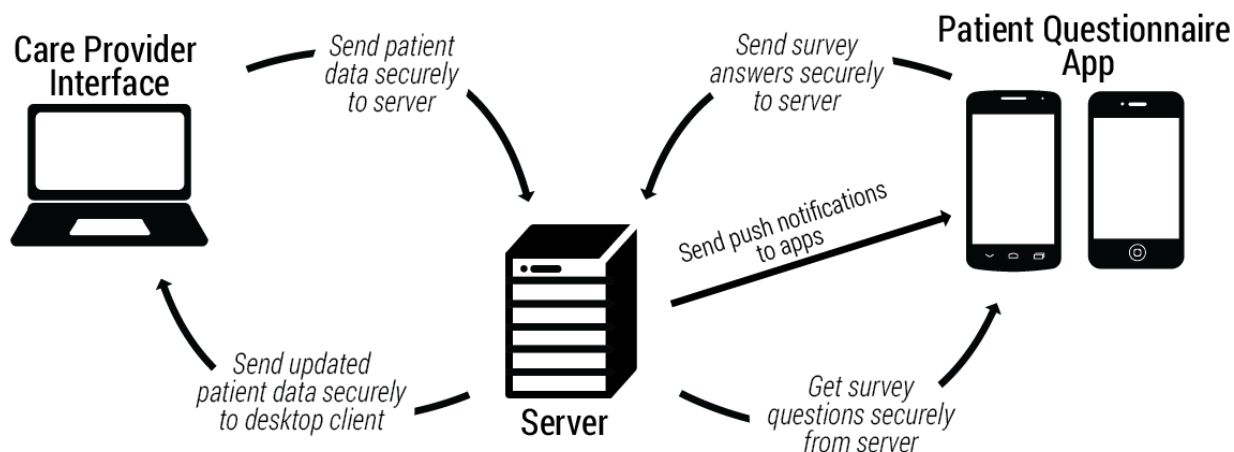 Care Provider
Interface
Send patient
data securely
to server
Send survey
answers securely
to server
Patient Questionnaire
App
Send push notifications
to apps
Send updated
patient data securely
to desktop client
Server
Get survey
questions securely
from server